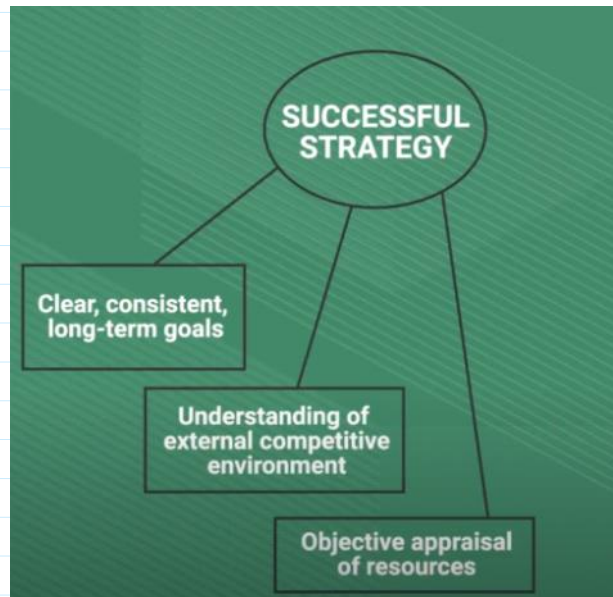 SUCCESSFUL
STRATEGY
Clear, consistent,
long-term goals
Understanding of
external competitive
environment
Objective appraisal
of resources